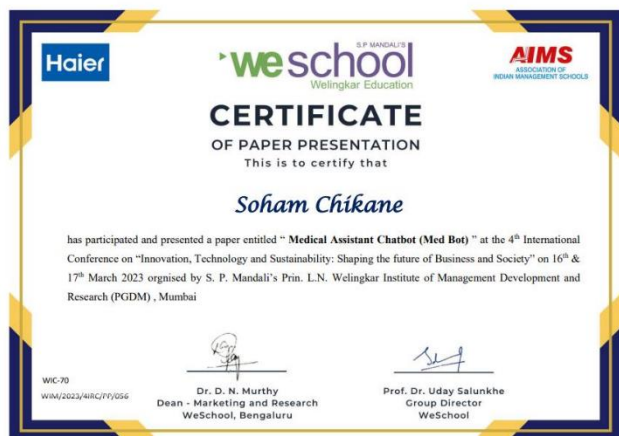 Haier
S.P MANDALI'S
we school
Welingkar Education
AIMS
ASSOCIATION OF
INDIAN MANAGEMENT SCHOOLS
CERTIFICATE
OF PAPER PRESENTATION
This is to certify that
Soham Chikane
has participated and presented a paper entitled “ Medical Assistant Chatbot (Med Bot) ” at the 4th International
Conference on “Innovation, Technology and Sustainability: Shaping the future of Business and Society” on 16th &
17th March 2023 orgnised by S. P. Mandali’s Prin. L.N. Welingkar Institute of Management Development and
Research (PGDM) , Mumbai
WIC-70
WIM/2023/4IRC/PP/056
Dr. D. N. Murthy
Dean - Marketing and Research
WeSchool, Bengaluru
Prof. Dr. Uday Salunkhe
Group Director
WeSchool